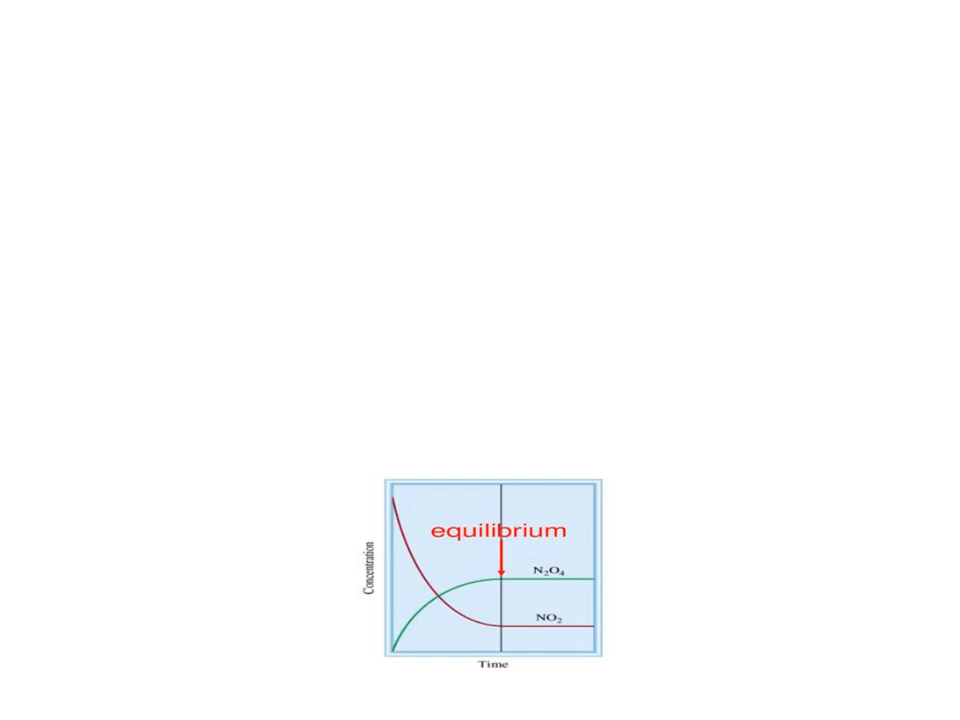 equilibrium
N₂O₄
NO₂
Concentration
Time